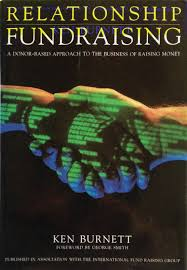 RELATIONSHIP
FUNDRAISING
A DONOR-BASED APPROACH TO THE BUSINESS OF RAISING MONEY
KEN BURNETT
FOREWORD BY GEORGE SMITH
PUBLISHED IN ASSOCIATION WITH THE INTERNATIONAL FUND RAISING GROUP